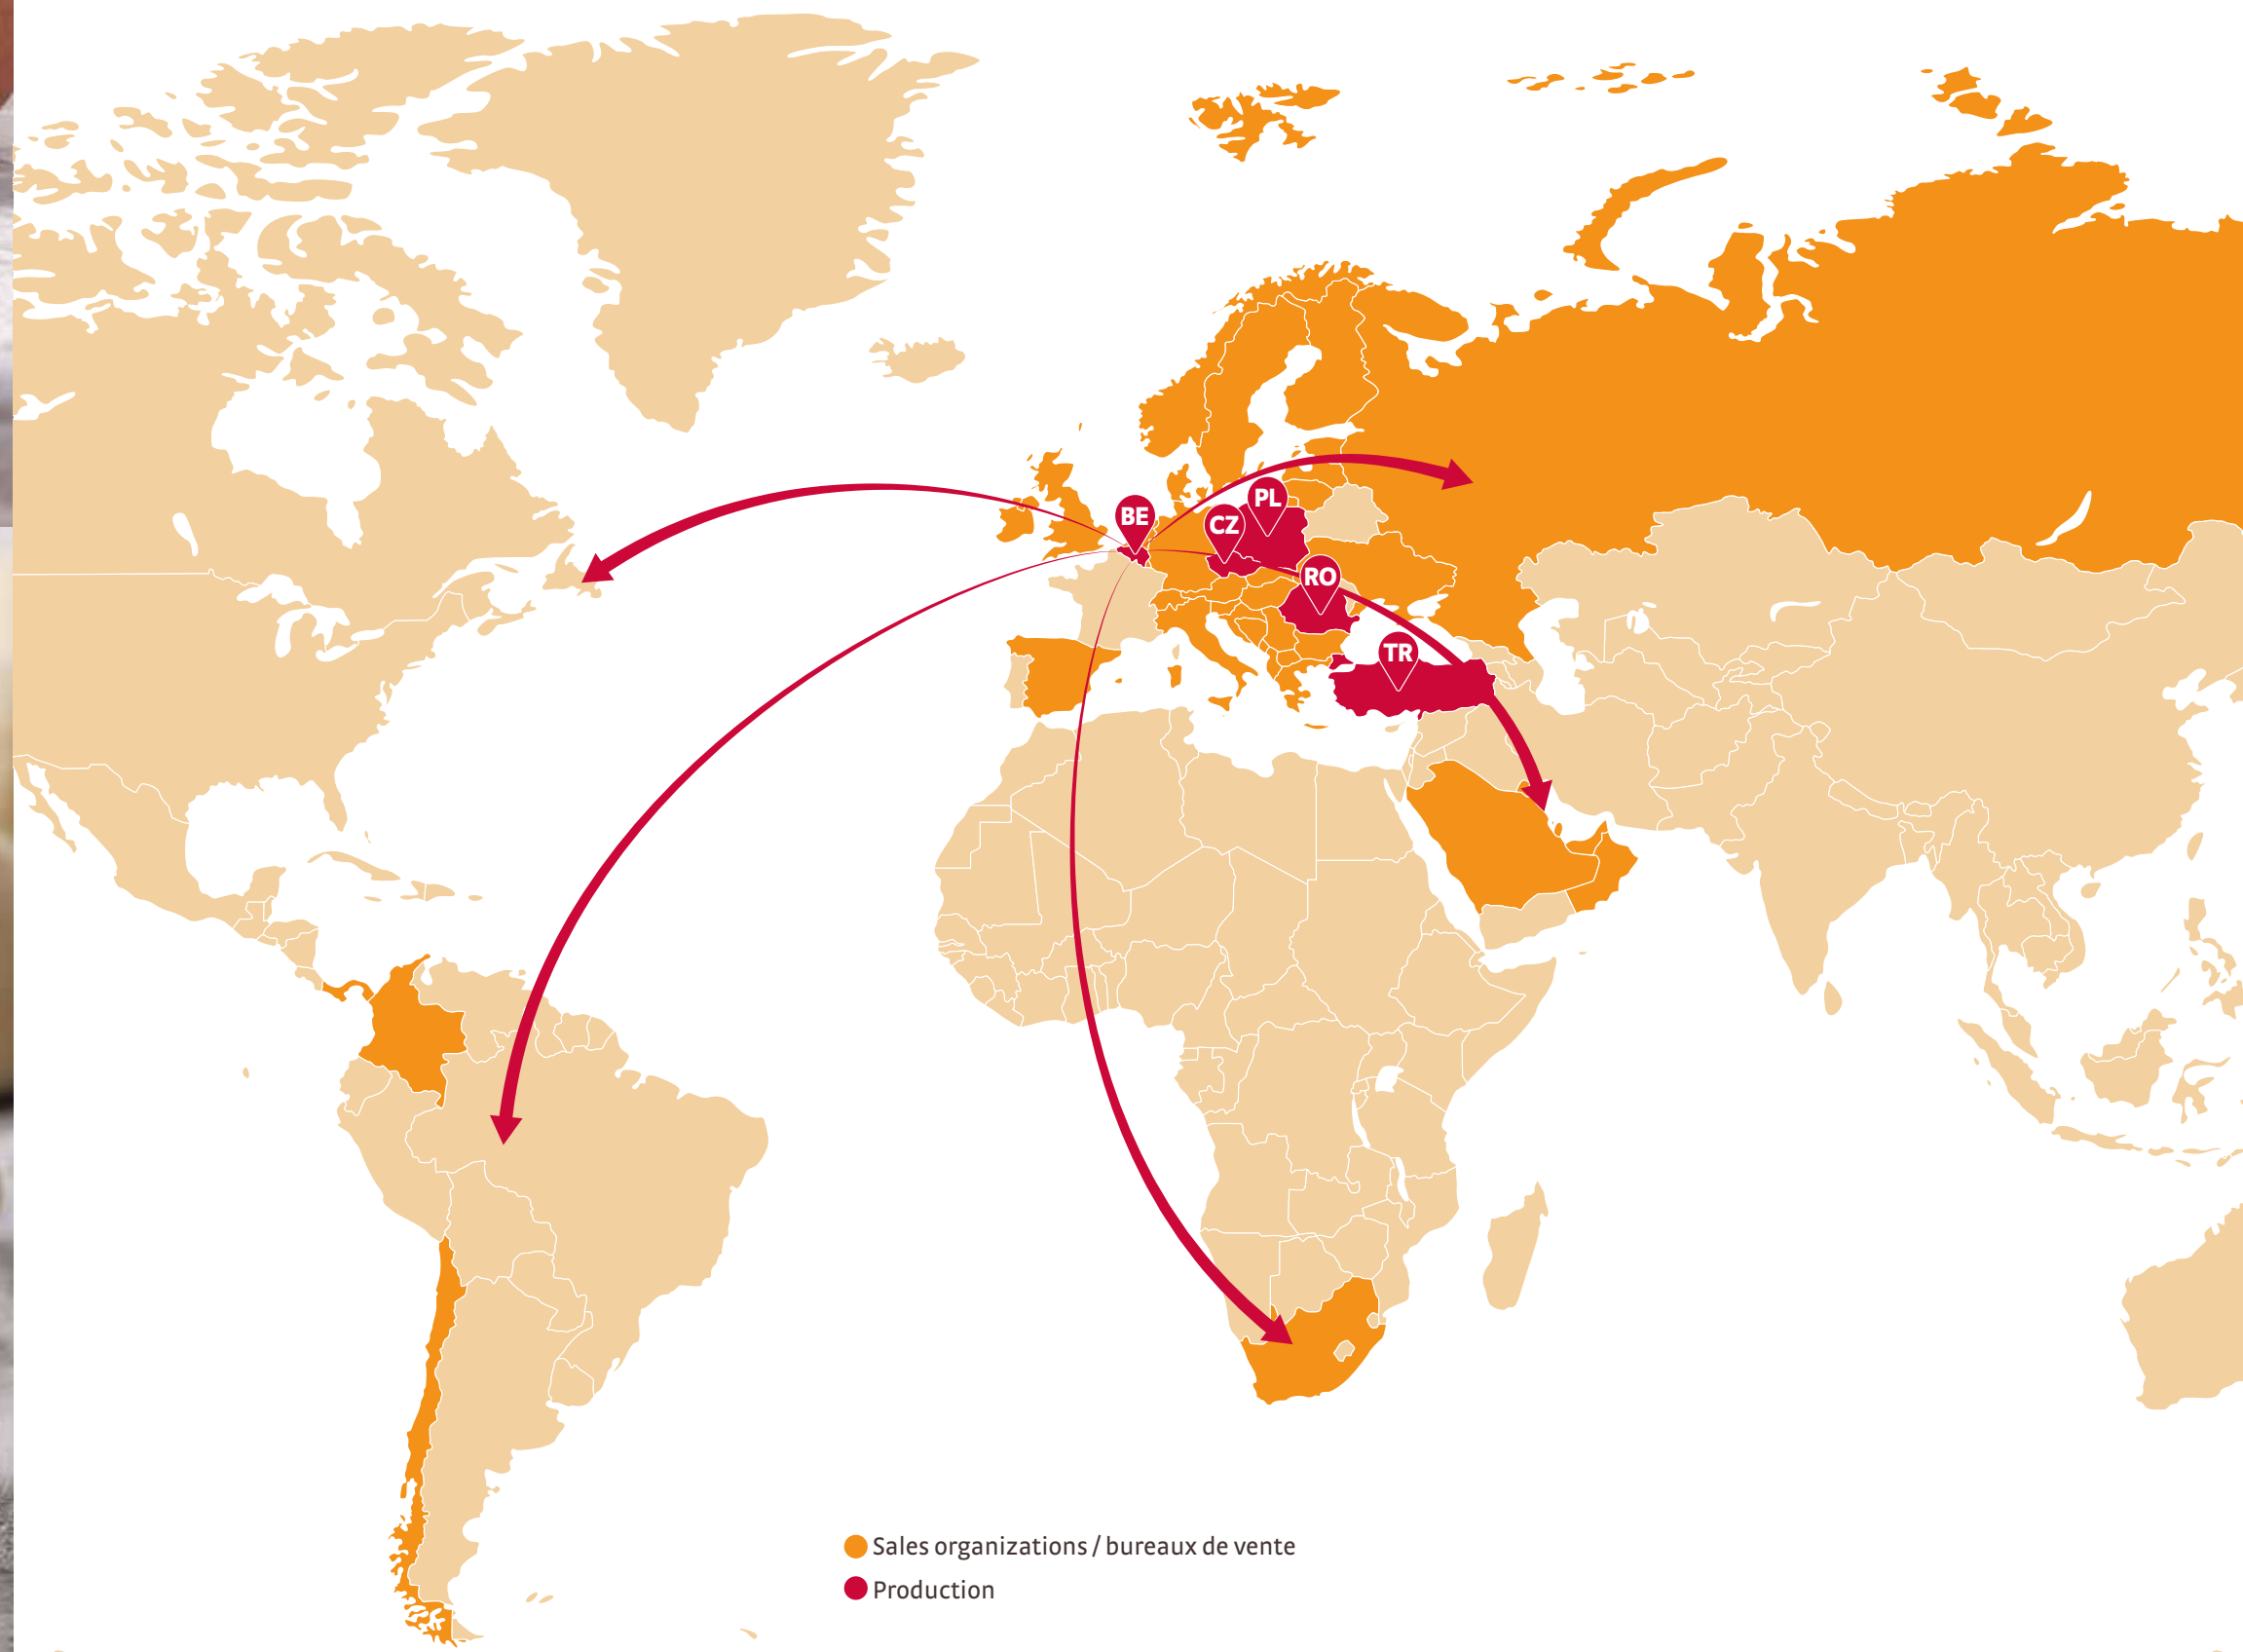 PL
BE
CZ
RO
TR
Sales organizations / bureaux de vente
Production